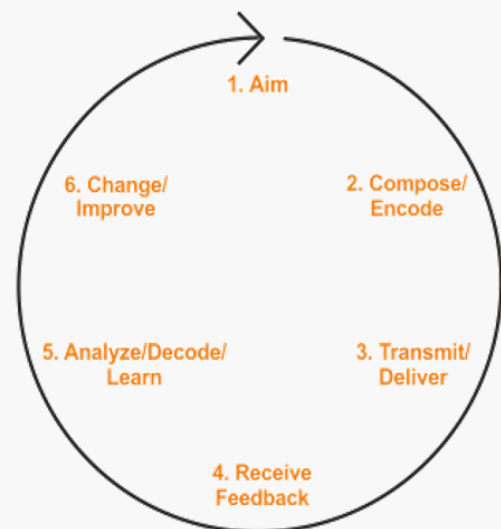 1. Aim
2. Compose/
Encode
3. Transmit/
Deliver
4. Receive
Feedback
5. Analyze/Decode/
Learn
6. Change/
Improve